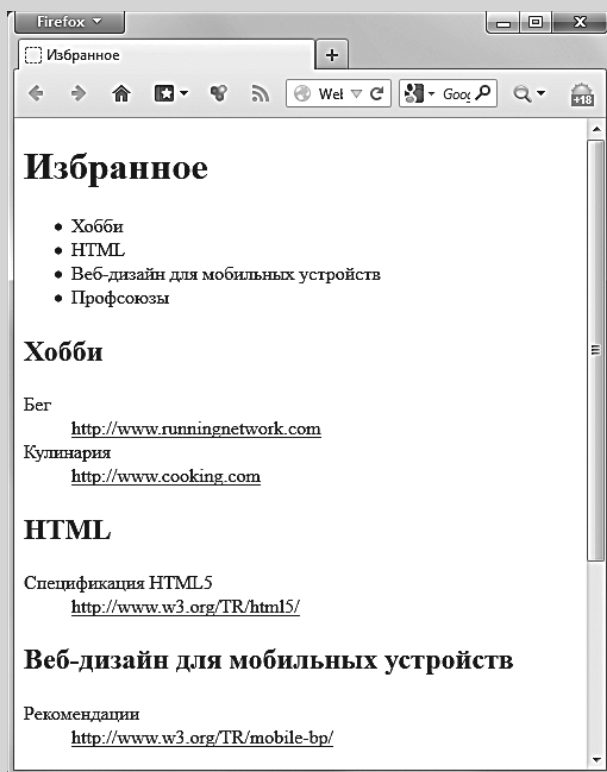 Firefox
Избранное
Wel
Goo
+18
Избранное
Хобби
HTML
Веб-дизайн для мобильных устройств
Профсоюзы
Хобби
Бег
http://www.runningnetwork.com
Кулинария
http://www.cooking.com
HTML
Спецификация HTML5
http://www.w3.org/TR/html5/
Веб-дизайн для мобильных устройств
Рекомендации
http://www.w3.org/TR/mobile-bp/